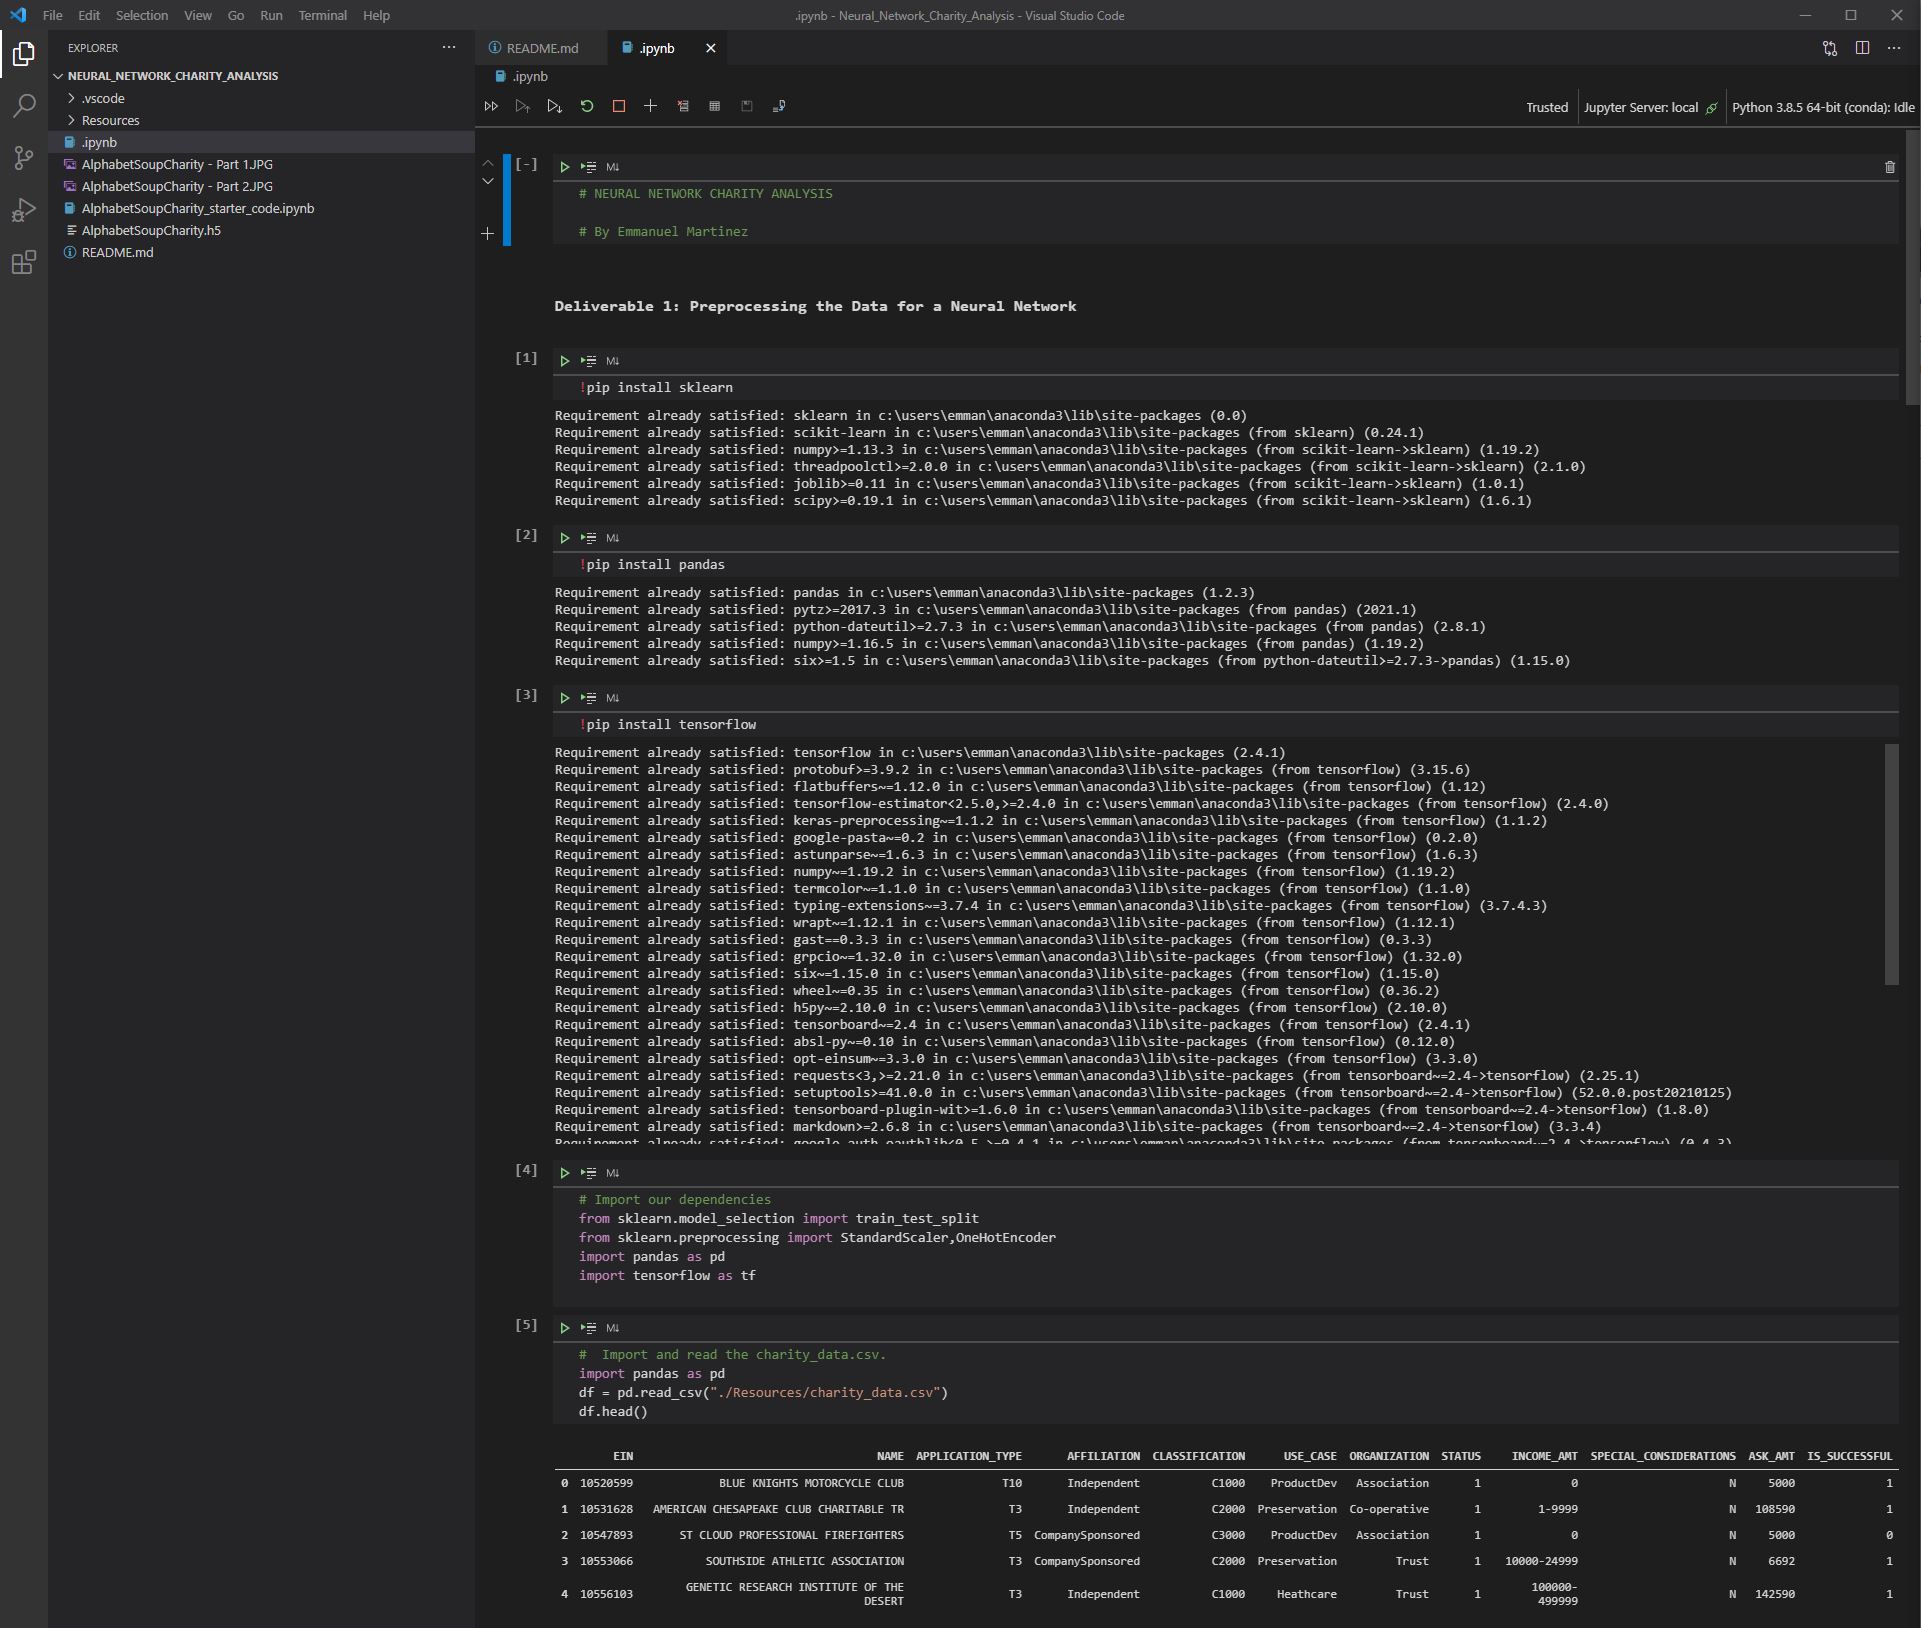 File Edit Selection View Go Run Terminal Help
.ipynb - Neural_Network_Charity_Analysis - Visual Studio Code
EXPLORER
NEURAL_NETWORK_CHARITY_ANALYSIS
.vscode
Resources
.ipynb
AlphabetSoupCharity - Part 1.JPG
AlphabetSoupCharity - Part 2.JPG
AlphabetSoupCharity_starter_code.ipynb
AlphabetSoupCharity.h5
README.md
README.md
.ipynb
.ipynb
Trusted
Jupyter Server: local
Python 3.8.5 64-bit (conda): Idle
[-]
M↓
# NEURAL NETWORK CHARITY ANALYSIS
# By Emmanuel Martinez
Deliverable 1: Preprocessing the Data for a Neural Network
[1]
M↓
!pip install sklearn
Requirement already satisfied: sklearn in c:\users\emman\anaconda3\lib\site-packages (0.0)
Requirement already satisfied: scikit-learn in c:\users\emman\anaconda3\lib\site-packages (from sklearn) (0.24.1)
Requirement already satisfied: numpy>=1.13.3 in c:\users\emman\anaconda3\lib\site-packages (from scikit-learn->sklearn) (1.19.2)
Requirement already satisfied: threadpoolctl>=2.0.0 in c:\users\emman\anaconda3\lib\site-packages (from scikit-learn->sklearn) (2.1.0)
Requirement already satisfied: joblib>=0.11 in c:\users\emman\anaconda3\lib\site-packages (from scikit-learn->sklearn) (1.0.1)
Requirement already satisfied: scipy>=0.19.1 in c:\users\emman\anaconda3\lib\site-packages (from scikit-learn->sklearn) (1.6.1)
[2]
M↓
!pip install pandas
Requirement already satisfied: pandas in c:\users\emman\anaconda3\lib\site-packages (1.2.3)
Requirement already satisfied: pytz>=2017.3 in c:\users\emman\anaconda3\lib\site-packages (from pandas) (2021.1)
Requirement already satisfied: python-dateutil>=2.7.3 in c:\users\emman\anaconda3\lib\site-packages (from pandas) (2.8.1)
Requirement already satisfied: numpy>=1.16.5 in c:\users\emman\anaconda3\lib\site-packages (from pandas) (1.19.2)
Requirement already satisfied: six>=1.5 in c:\users\emman\anaconda3\lib\site-packages (from python-dateutil>=2.7.3->pandas) (1.15.0)
[3]
M↓
!pip install tensorflow
Requirement already satisfied: tensorflow in c:\users\emman\anaconda3\lib\site-packages (2.4.1)
Requirement already satisfied: protobuf>=3.9.2 in c:\users\emman\anaconda3\lib\site-packages (from tensorflow) (3.15.6)
Requirement already satisfied: flatbuffers~=1.12.0 in c:\users\emman\anaconda3\lib\site-packages (from tensorflow) (1.12)
Requirement already satisfied: tensorflow-estimator<2.5.0,>=2.4.0 in c:\users\emman\anaconda3\lib\site-packages (from tensorflow) (2.4.0)
Requirement already satisfied: keras-preprocessing~=1.1.2 in c:\users\emman\anaconda3\lib\site-packages (from tensorflow) (1.1.2)
Requirement already satisfied: google-pasta~=0.2 in c:\users\emman\anaconda3\lib\site-packages (from tensorflow) (0.2.0)
Requirement already satisfied: astunparse~=1.6.3 in c:\users\emman\anaconda3\lib\site-packages (from tensorflow) (1.6.3)
Requirement already satisfied: numpy~=1.19.2 in c:\users\emman\anaconda3\lib\site-packages (from tensorflow) (1.19.2)
Requirement already satisfied: termcolor~=1.1.0 in c:\users\emman\anaconda3\lib\site-packages (from tensorflow) (1.1.0)
Requirement already satisfied: typing-extensions~=3.7.4 in c:\users\emman\anaconda3\lib\site-packages (from tensorflow) (3.7.4.3)
Requirement already satisfied: wrapt~=1.12.1 in c:\users\emman\anaconda3\lib\site-packages (from tensorflow) (1.12.1)
Requirement already satisfied: gast==0.3.3 in c:\users\emman\anaconda3\lib\site-packages (from tensorflow) (0.3.3)
Requirement already satisfied: grpcio~=1.32.0 in c:\users\emman\anaconda3\lib\site-packages (from tensorflow) (1.32.0)
Requirement already satisfied: six~=1.15.0 in c:\users\emman\anaconda3\lib\site-packages (from tensorflow) (1.15.0)
Requirement already satisfied: wheel~=0.35 in c:\users\emman\anaconda3\lib\site-packages (from tensorflow) (0.36.2)
Requirement already satisfied: h5py~=2.10.0 in c:\users\emman\anaconda3\lib\site-packages (from tensorflow) (2.10.0)
Requirement already satisfied: tensorboard~=2.4 in c:\users\emman\anaconda3\lib\site-packages (from tensorflow) (2.4.1)
Requirement already satisfied: absl-py~=0.10 in c:\users\emman\anaconda3\lib\site-packages (from tensorflow) (0.12.0)
Requirement already satisfied: opt-einsum~=3.3.0 in c:\users\emman\anaconda3\lib\site-packages (from tensorflow) (3.3.0)
Requirement already satisfied: requests<3,>=2.21.0 in c:\users\emman\anaconda3\lib\site-packages (from tensorboard~=2.4->tensorflow) (2.25.1)
Requirement already satisfied: setuptools>=41.0.0 in c:\users\emman\anaconda3\lib\site-packages (from tensorboard~=2.4->tensorflow) (52.0.0.post20210125)
Requirement already satisfied: tensorboard-plugin-wit>=1.6.0 in c:\users\emman\anaconda3\lib\site-packages (from tensorboard~=2.4->tensorflow) (1.8.0)
Requirement already satisfied: markdown>=2.6.8 in c:\users\emman\anaconda3\lib\site-packages (from tensorboard~=2.4->tensorflow) (3.3.4)
Requirement already satisfied: google-auth-oauthlib<0.5,>=0.4.1 in c:\users\emman\anaconda3\lib\site-packages (from tensorboard~=2.4->tensorflow) (0.4.3)
[4]
M↓
# Import our dependencies
from sklearn.model_selection import train_test_split
from sklearn.preprocessing import StandardScaler,OneHotEncoder
import pandas as pd
import tensorflow as tf
[5]
M↓
#  Import and read the charity_data.csv.
import pandas as pd
df = pd.read_csv("./Resources/charity_data.csv")
df.head()
EIN NAME APPLICATION_TYPE AFFILIATION CLASSIFICATION USE_CASE ORGANIZATION STATUS INCOME_AMT SPECIAL_CONSIDERATIONS ASK_AMT IS_SUCCESSFUL
0 10520599 BLUE KNIGHTS MOTORCYCLE CLUB T10 Independent C1000 ProductDev Association 1 0 N 5000 1
1 10531628 AMERICAN CHESAPEAKE CLUB CHARITABLE TR T3 Independent C2000 Preservation Co-operative 1 1-9999 N 108590 1
2 10547893 ST CLOUD PROFESSIONAL FIREFIGHTERS T5 CompanySponsored C3000 ProductDev Association 1 0 N 5000 0
3 10553066 SOUTHSIDE ATHLETIC ASSOCIATION T3 CompanySponsored C2000 Preservation Trust 1 10000-24999 N 6692 1
4 10556103 GENETIC RESEARCH INSTITUTE OF THE DESERT T3 Independent C1000 Heathcare Trust 1 100000-499999 N 142590 1